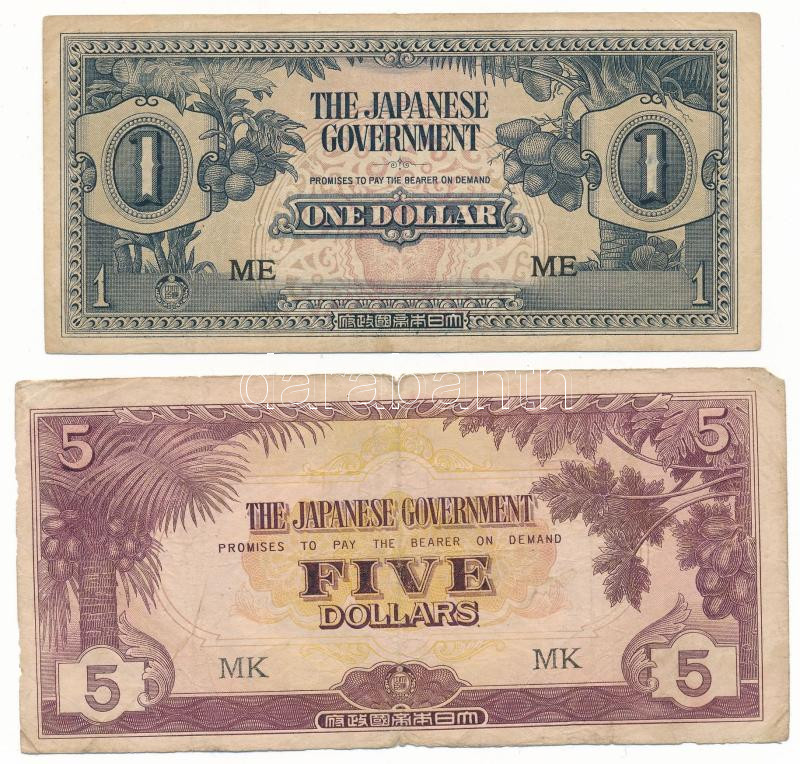 THE JAPANESE
GOVERNMENT
PROMISES TO PAY THE BEARER ON DEMAND
1 1
ONE DOLLAR
ME ME
1 1
府政國帝本日大
darabanth
5 5
THE JAPANESE GOVERNMENT
PROMISES TO PAY THE BEARER ON DEMAND
FIVE
DOLLARS
MK MK
5 5
府政國帝本日大